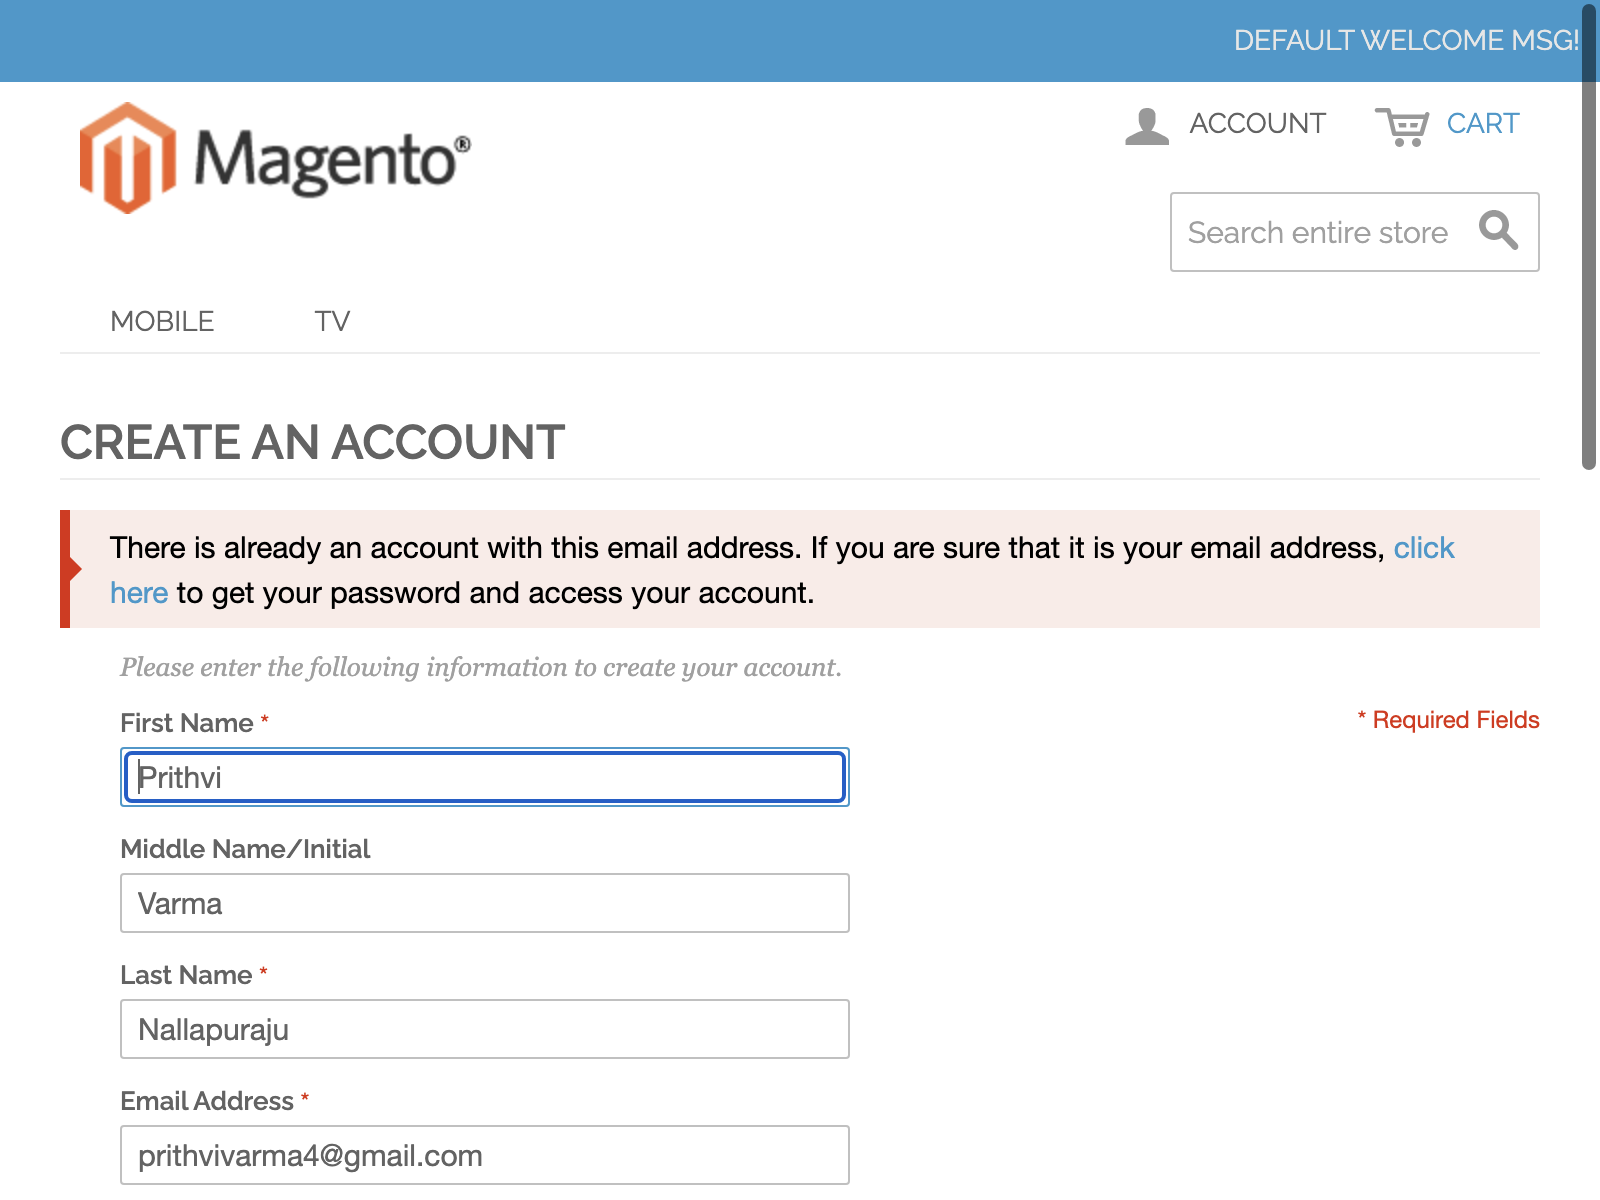 DEFAULT WELCOME MSG!
Magento®
ACCOUNT
CART
Search entire store
MOBILE
TV
CREATE AN ACCOUNT
There is already an account with this email address. If you are sure that it is your email address, click
here to get your password and access your account.
Please enter the following information to create your account.
First Name *
* Required Fields
Prithvi
Middle Name/Initial
Varma
Last Name *
Nallapuraju
Email Address *
prithvivarma4@gmail.com